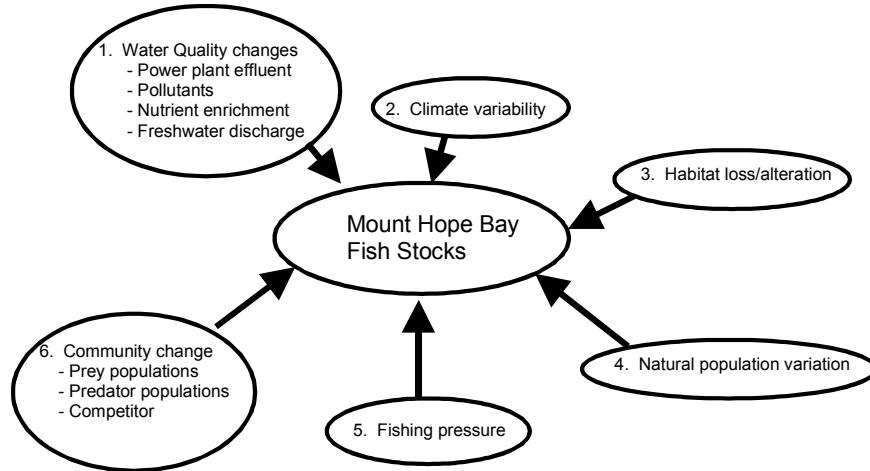 1. Water Quality changes
- Power plant effluent
- Pollutants
- Nutrient enrichment
- Freshwater discharge
2. Climate variability
3. Habitat loss/alteration
Mount Hope Bay
Fish Stocks
4. Natural population variation
5. Fishing pressure
6. Community change
- Prey populations
- Predator populations
- Competitor